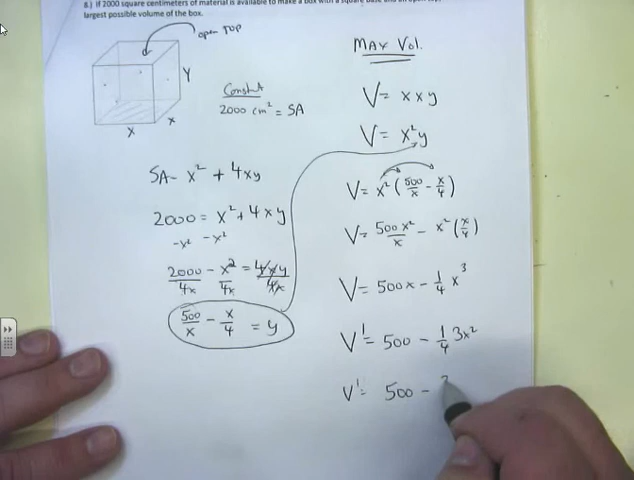 8.) If 2000 square centimeters of material is available to make a box with a square base and an open top,
largest possible volume of the box.
open TOP
Y
X
X
Const
2000 cm² = SA
SA- x² + 4xy
2000 = x² + 4xy
-x² -x²
2000/4x - x²/4x = 4xy/4x
500/x - x/4 = y
MAX Vol.
V= x x y
V= x²y
V= x² (500/x - x/4)
V= 500x²/x - x² (x/4)
V= 500x - 1/4 x³
V' = 500 - 1/4 3x²
V' = 500 -